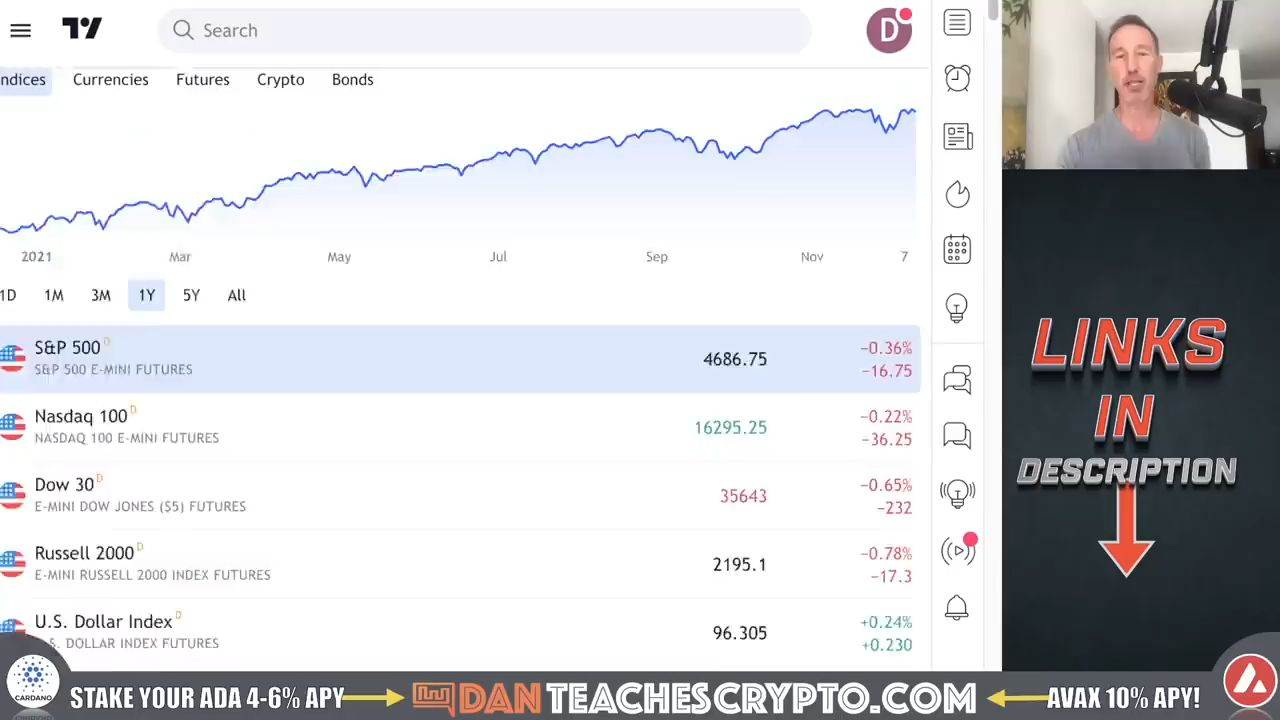 Search
D
ndices Currencies Futures Crypto Bonds
2021 Mar May Jul Sep Nov 7
1D 1M 3M 1Y 5Y All
S&P 500 D
S&P 500 E-MINI FUTURES
4686.75
−0.36%
−16.75
Nasdaq 100 D
NASDAQ 100 E-MINI FUTURES
16295.25
−0.22%
−36.25
Dow 30 D
E-MINI DOW JONES ($5) FUTURES
35643
−0.65%
−232
Russell 2000 D
E-MINI RUSSELL 2000 INDEX FUTURES
2195.1
−0.78%
−17.3
U.S. Dollar Index D
S. DOLLAR INDEX FUTURES
96.305
+0.24%
+0.230
LINKS
IN
DESCRIPTION
CARDANO
STAKE YOUR ADA 4-6% APY
DANTEACHESCRYPTO.COM
AVAX 10% APY!